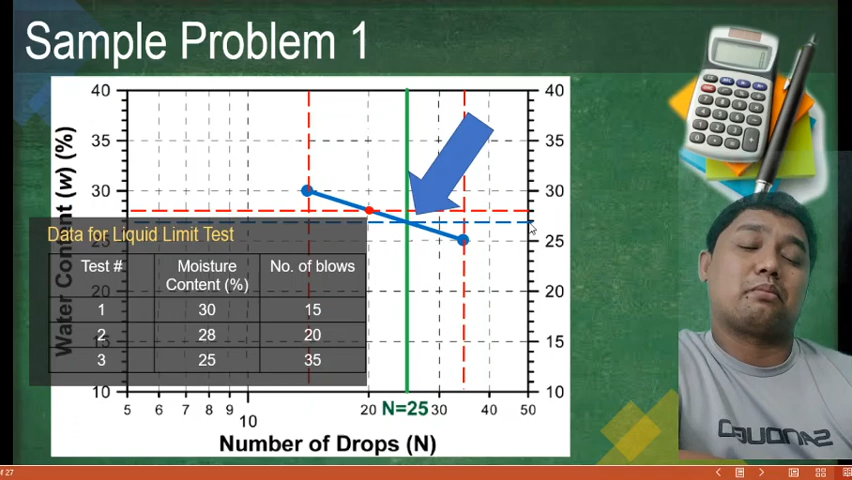 Sample Problem 1
Water Content (w) (%)
40
35
30
25
20
15
10
40
35
30
25
20
15
10
Data for Liquid Limit Test
Test # Moisture Content (%) No. of blows
1 30 15
2 28 20
3 25 35
5 6 7 8 9 10 20 N=25 30 40 50
Number of Drops (N)
of 27